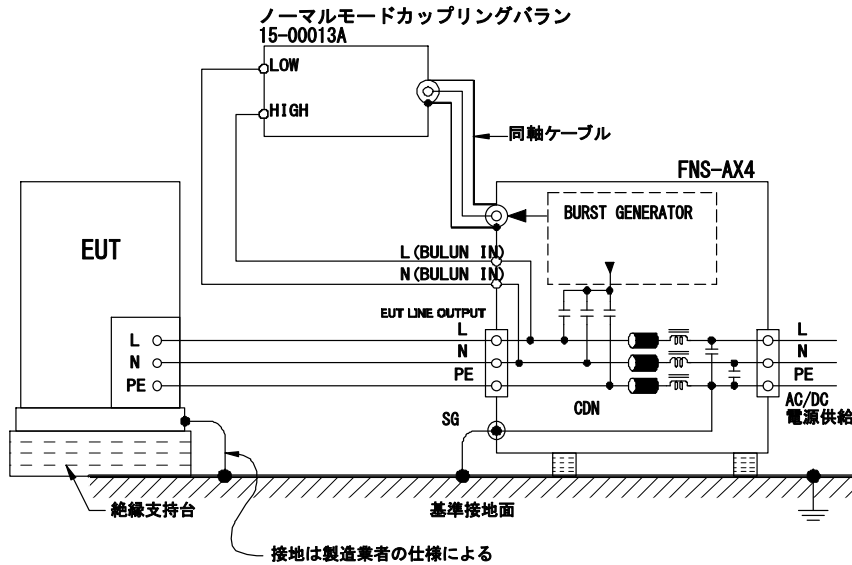 ノーマルモードカップリングバラン
15-00013A
LOW
HIGH
同軸ケーブル
FNS-AX4
BURST GENERATOR
EUT
L(BULUN IN)
N(BULUN IN)
EUT LINE OUTPUT
L
N
PE
L
N
PE
L
N
PE
CDN
SG
AC/DC
電源供給
絶縁支持台
基準接地面
接地は製造業者の仕様による